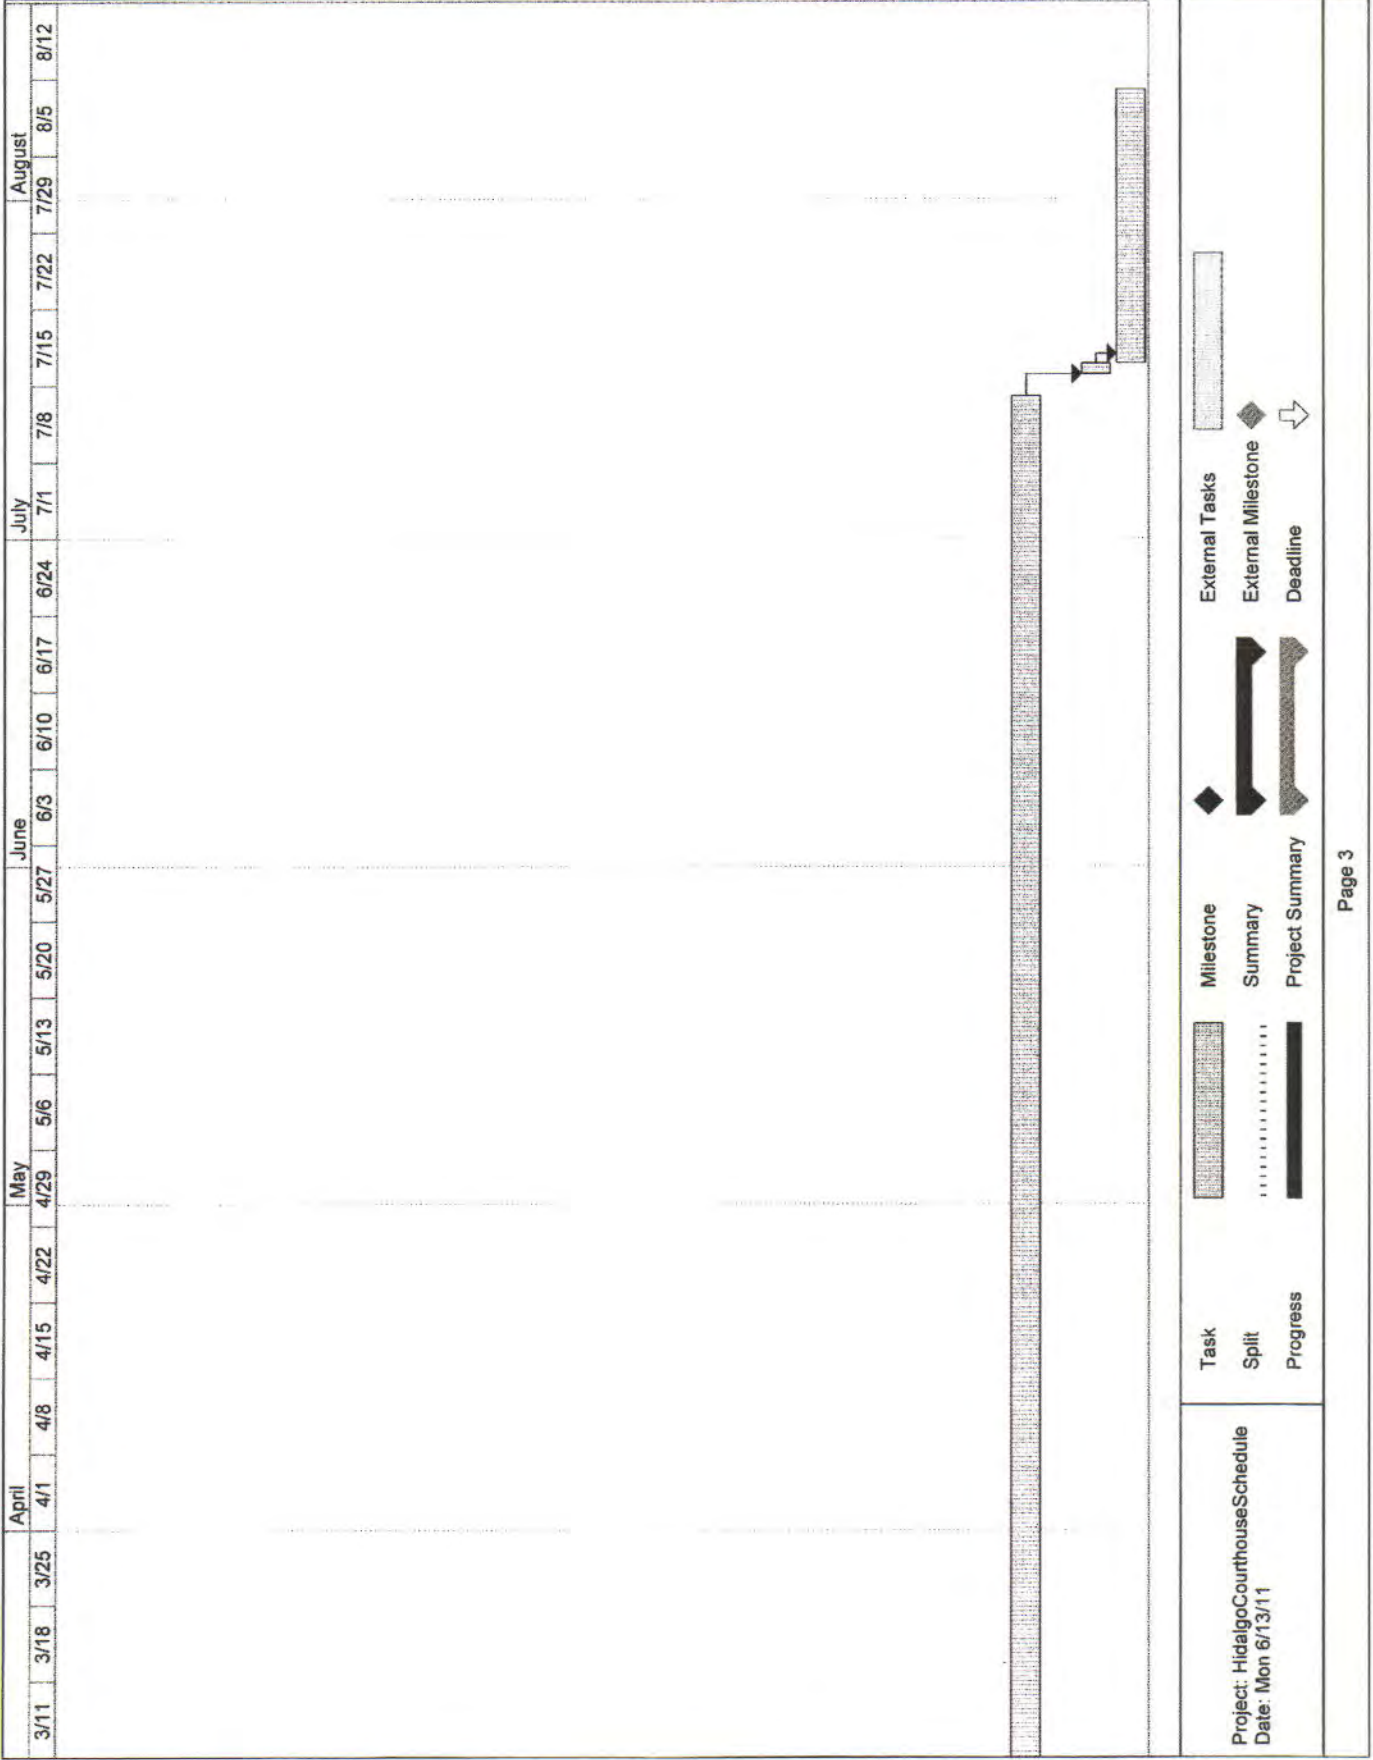 April May June July August
3/11 3/18 3/25 4/1 4/8 4/15 4/22 4/29 5/6 5/13 5/20 5/27 6/3 6/10 6/17 6/24 7/1 7/8 7/15 7/22 7/29 8/5 8/12
Project: HidalgoCourthouseSchedule
Date: Mon 6/13/11
Task Milestone External Tasks
Split Summary External Milestone
Progress Project Summary Deadline
Page 3